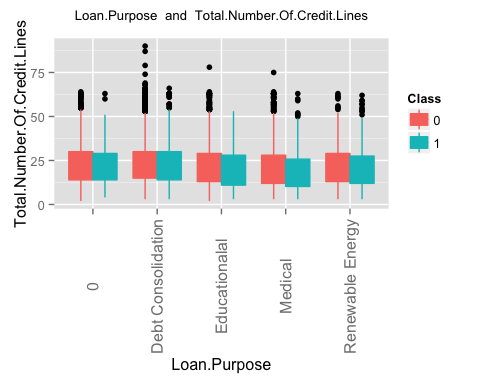 Loan.Purpose and Total.Number.Of.Credit.Lines
Total.Number.Of.Credit.Lines
75
50
25
0
0
Debt Consolidation
Educationalal
Medical
Renewable Energy
Loan.Purpose
Class
0
1